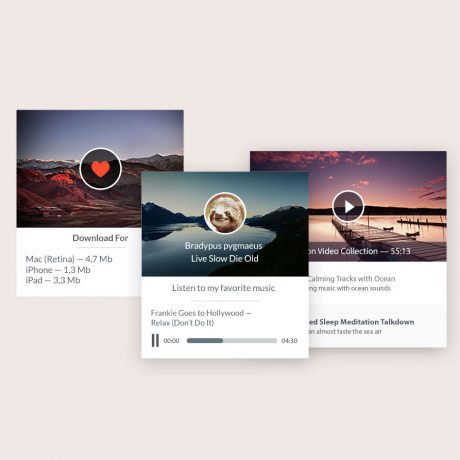 Download For
Mac (Retina) — 4,7 Mb
iPhone — 1,3 Mb
iPad — 3,3 Mb
Bradypus pygmaeus
Live Slow Die Old
Listen to my favorite music
Frankie Goes to Hollywood —
Relax (Don't Do It)
00:00
04:30
on Video Collection — 55:13
Calming Tracks with Ocean
ing music with ocean sounds
ed Sleep Meditation Talkdown
an almost taste the sea air